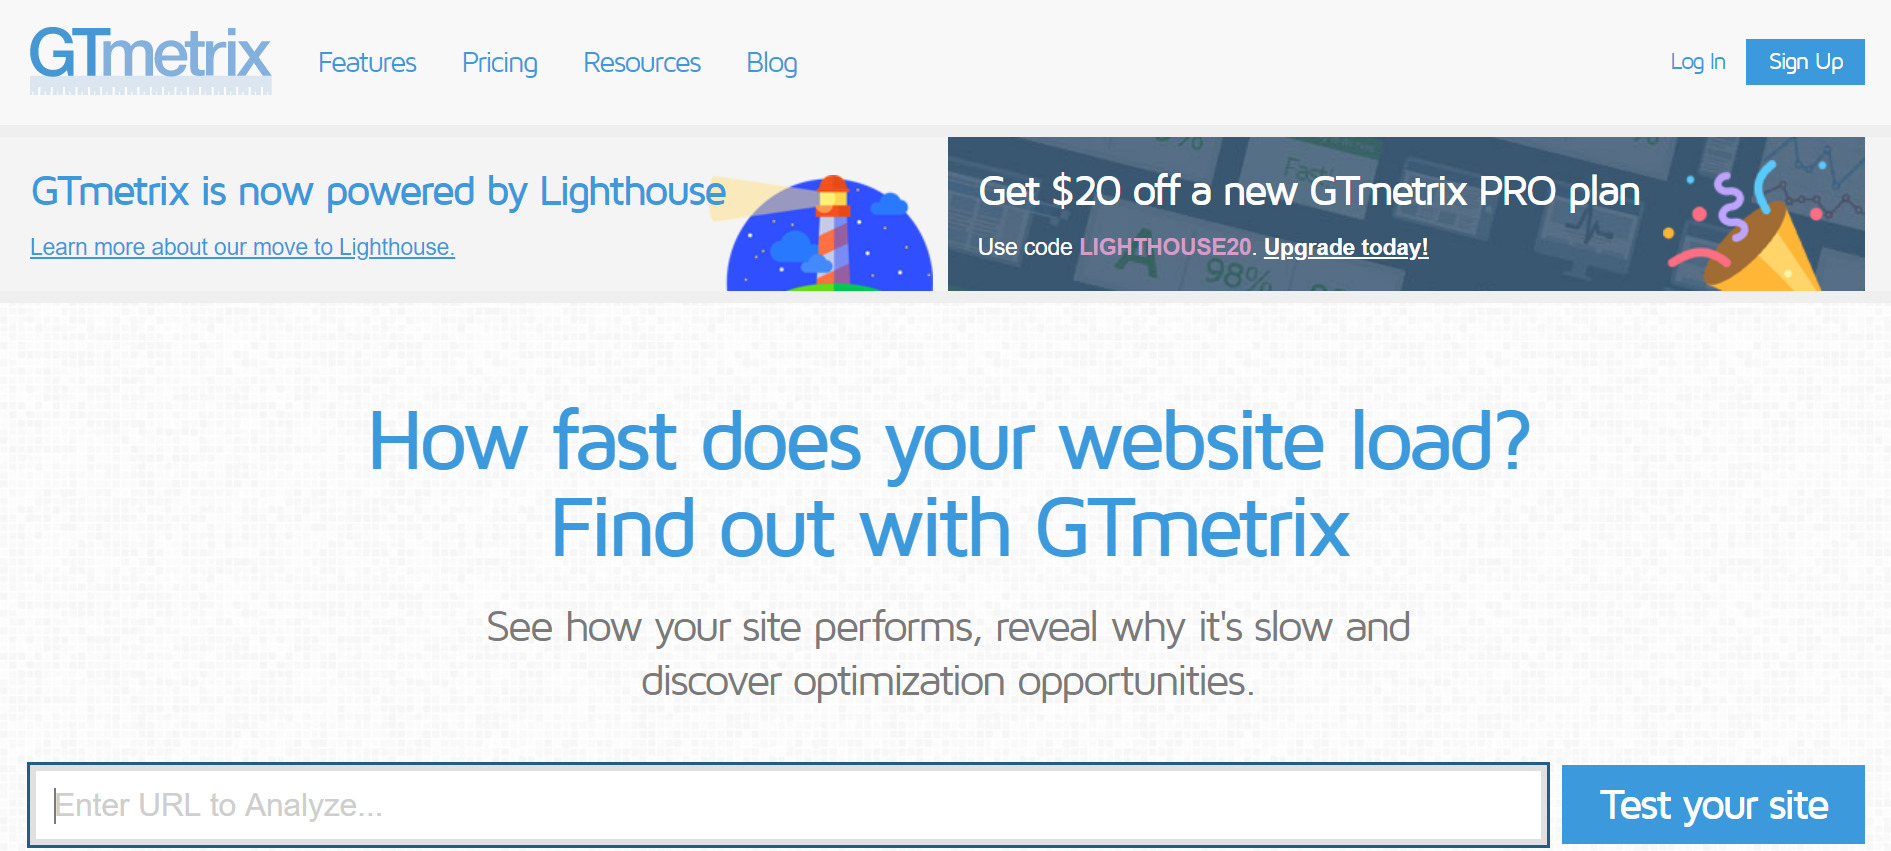 GTmetrix
Features
Pricing
Resources
Blog
Log In
Sign Up
GTmetrix is now powered by Lighthouse
Learn more about our move to Lighthouse.
Get $20 off a new GTmetrix PRO plan
Use code LIGHTHOUSE20. Upgrade today!
Fast
A
98%
How fast does your website load?
Find out with GTmetrix
See how your site performs, reveal why it's slow and
discover optimization opportunities.
Enter URL to Analyze...
Test your site